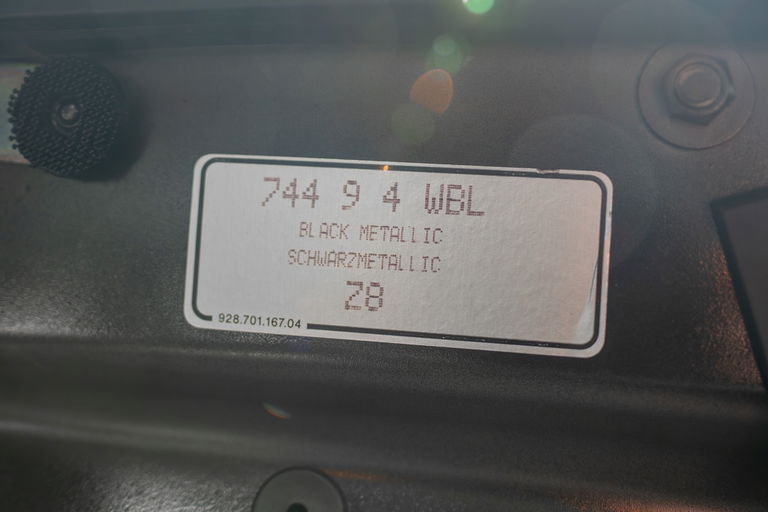 744 9 4 WBL
BLACK METALLIC
SCHWARZMETALLIC
Z8
928.701.167.04